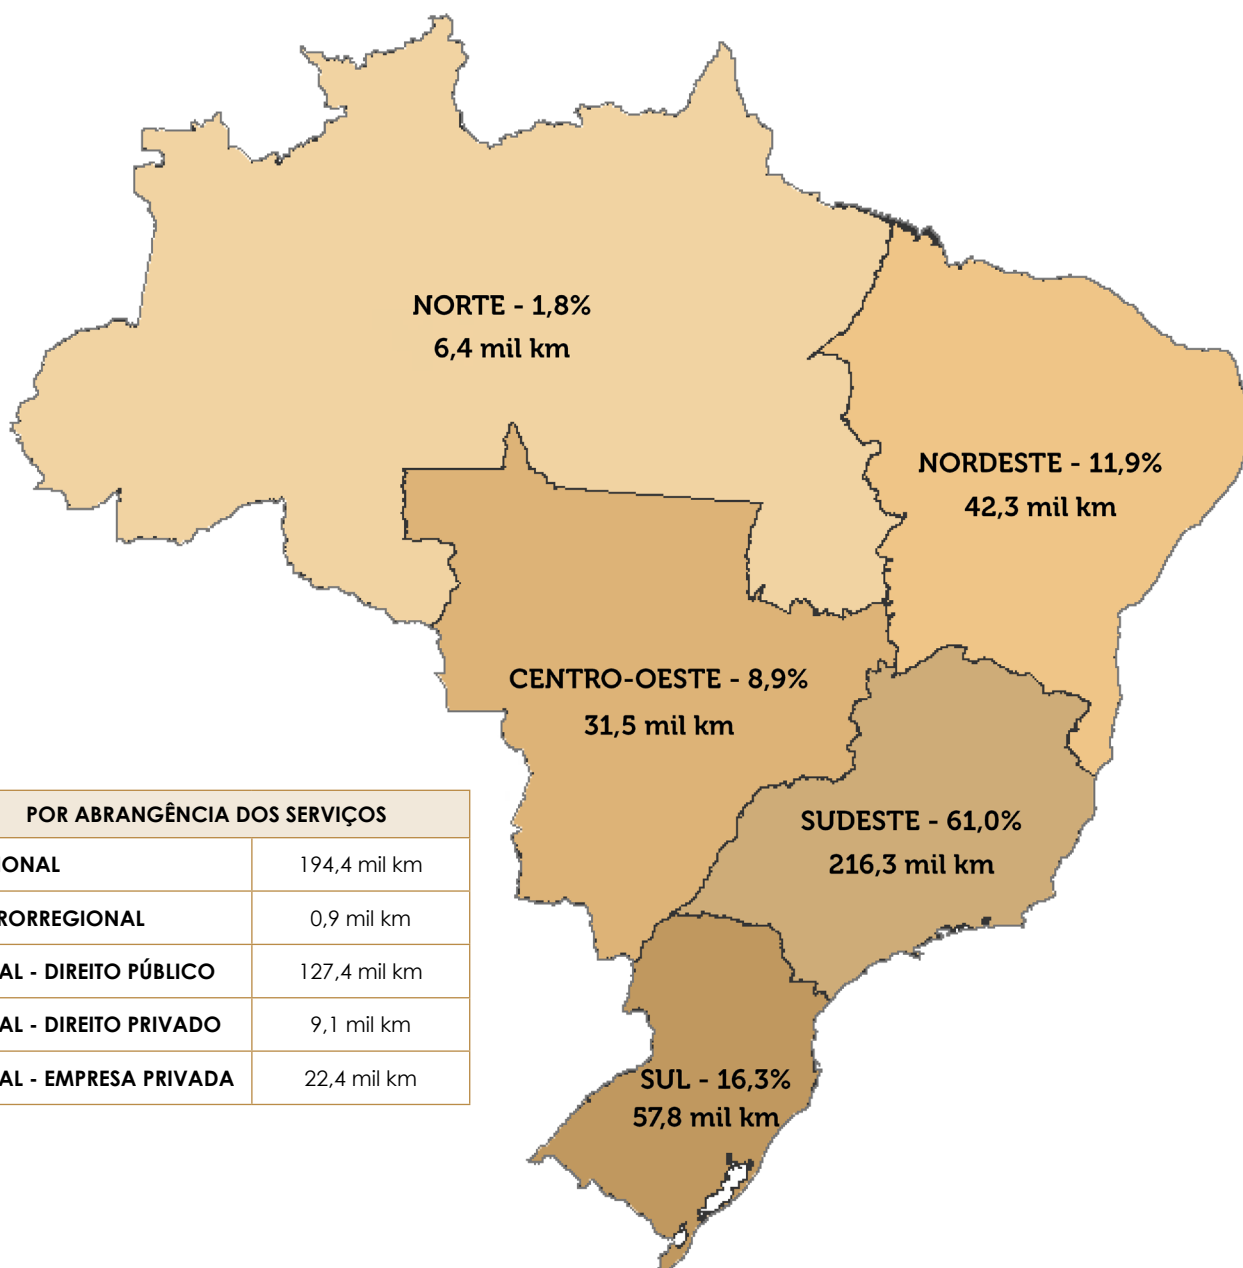 NORTE - 1,8%
6,4 mil km
NORDESTE - 11,9%
42,3 mil km
CENTRO-OESTE - 8,9%
31,5 mil km
SUDESTE - 61,0%
216,3 mil km
SUL - 16,3%
57,8 mil km
POR ABRANGÊNCIA DOS SERVIÇOS
IONAL 194,4 mil km
RORREGIONAL 0,9 mil km
AL - DIREITO PÚBLICO 127,4 mil km
AL - DIREITO PRIVADO 9,1 mil km
AL - EMPRESA PRIVADA 22,4 mil km